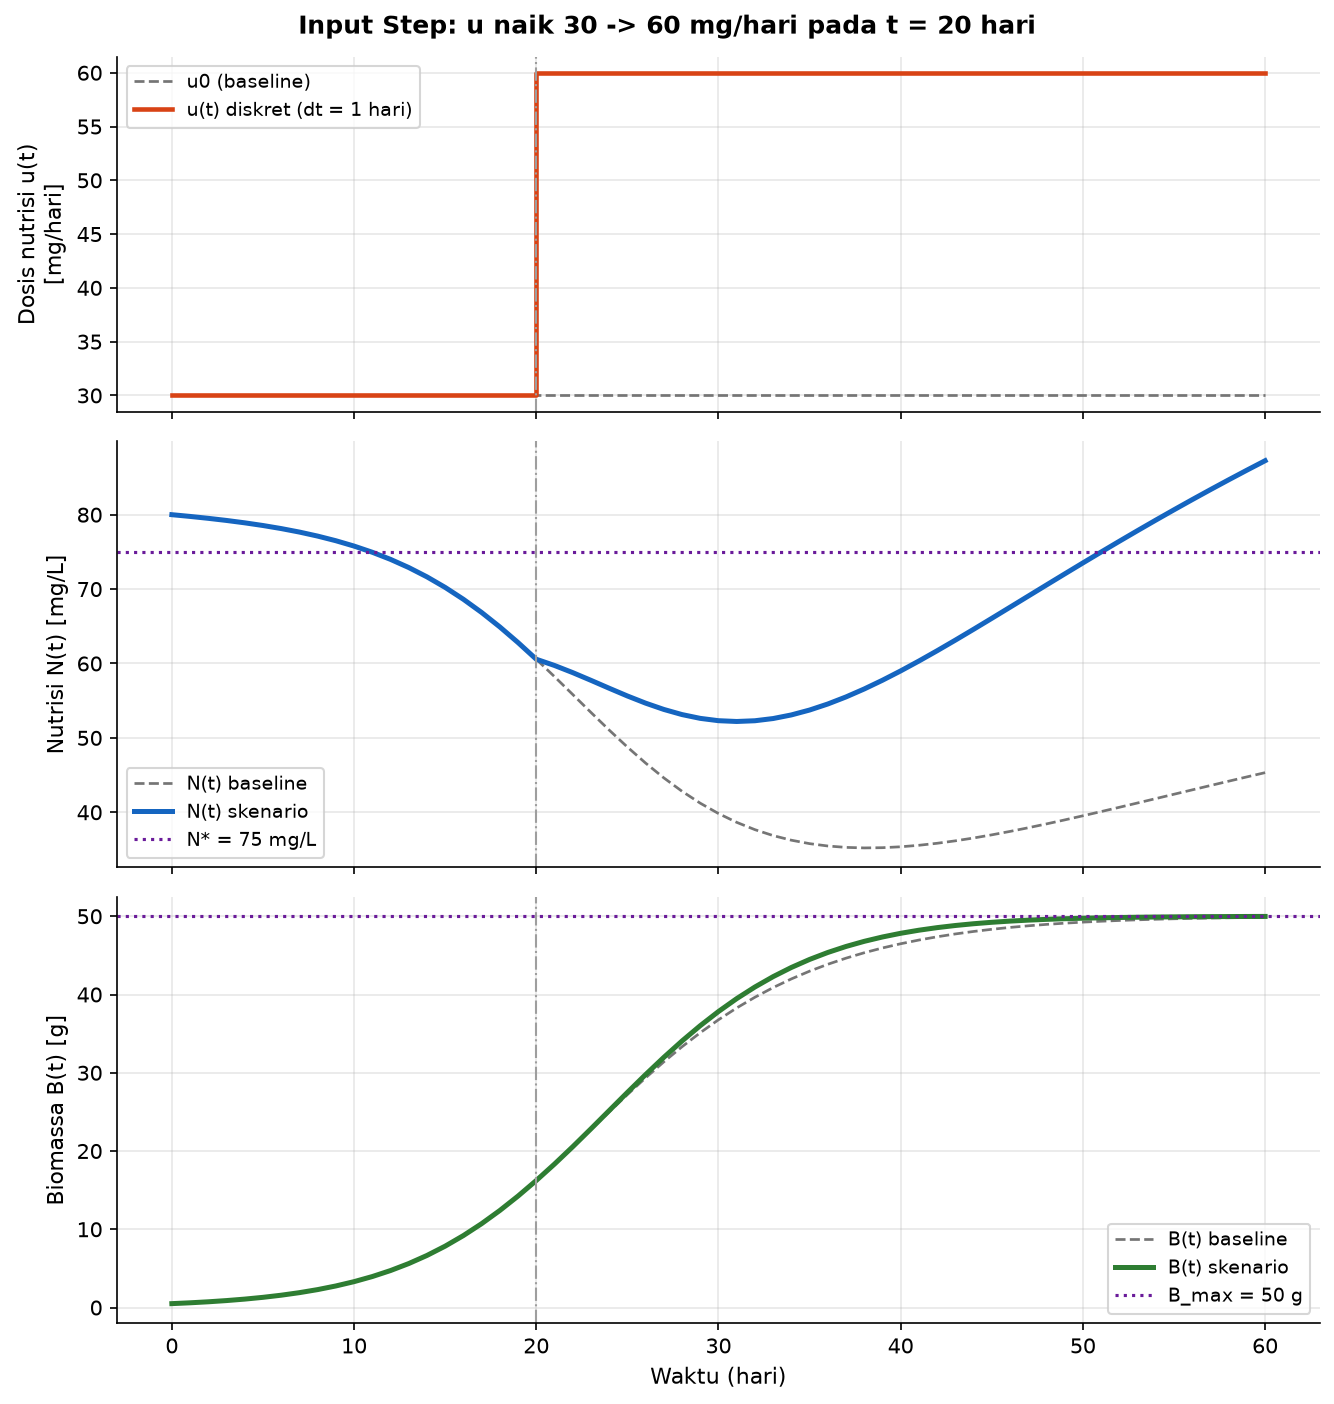 Input Step: u naik 30 -> 60 mg/hari pada t = 20 hari
u0 (baseline)
u(t) diskret (dt = 1 hari)
Dosis nutrisi u(t)
[mg/hari]
60
55
50
45
40
35
30
Nutrisi N(t) [mg/L]
80
70
60
50
40
N(t) baseline
N(t) skenario
N* = 75 mg/L
Biomassa B(t) [g]
50
40
30
20
10
0
B(t) baseline
B(t) skenario
B_max = 50 g
0 10 20 30 40 50 60
Waktu (hari)